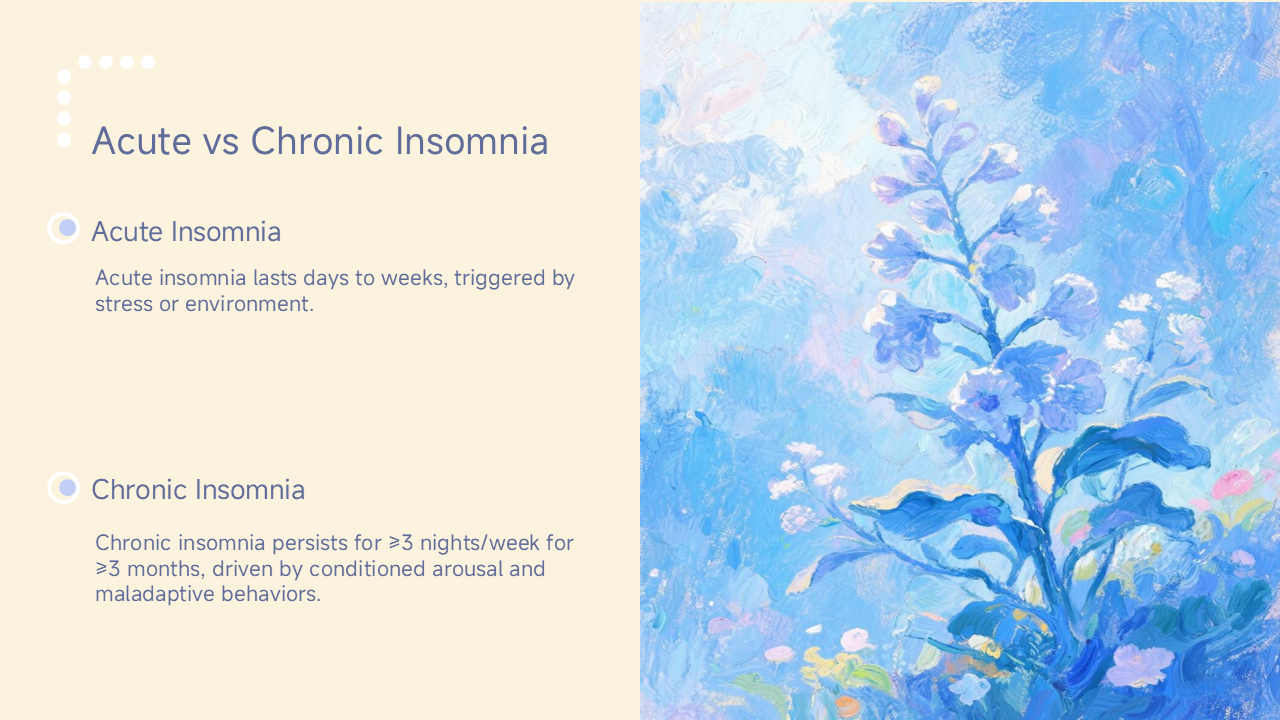 Acute vs Chronic Insomnia
Acute Insomnia
Acute insomnia lasts days to weeks, triggered by
stress or environment.
Chronic Insomnia
Chronic insomnia persists for ≥3 nights/week for
≥3 months, driven by conditioned arousal and
maladaptive behaviors.